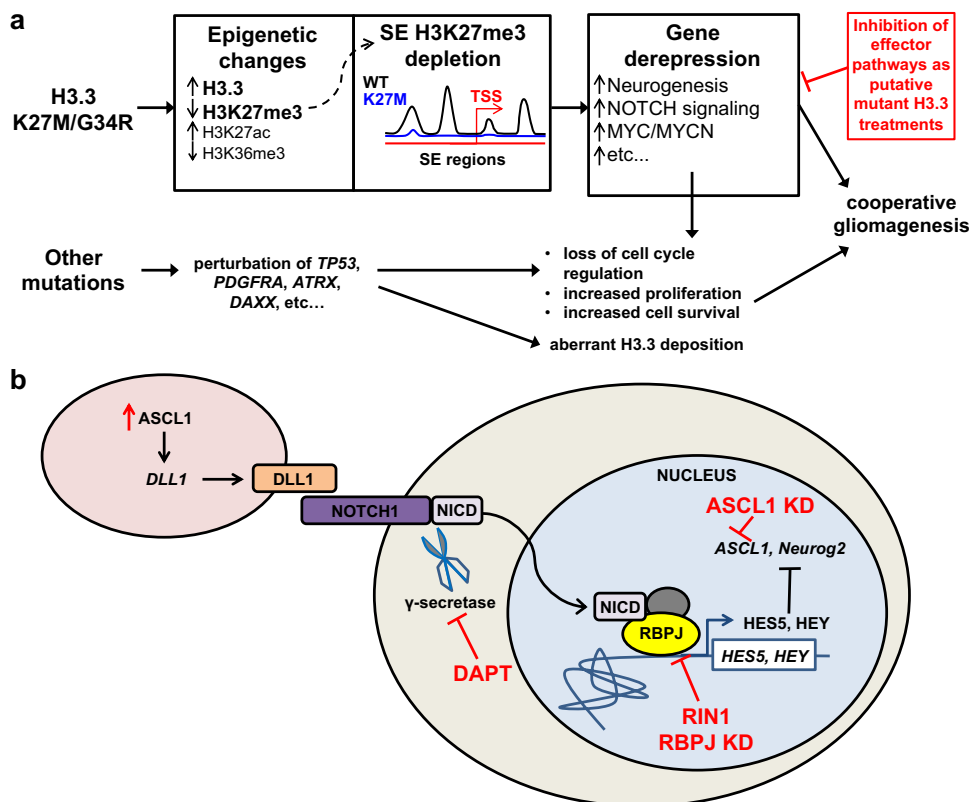 a
H3.3
K27M/G34R
Epigenetic
changes
H3.3
H3K27me3
H3K27ac
H3K36me3
SE H3K27me3
depletion
WT
K27M
TSS
SE regions
Gene
derepression
Neurogenesis
NOTCH signaling
MYC/MYCN
etc...
Inhibition of
effector
pathways as
putative
mutant H3.3
treatments
cooperative
gliomagenesis
Other
mutations
perturbation of TP53,
PDGFRA, ATRX,
DAXX, etc...
• loss of cell cycle
regulation
• increased proliferation
• increased cell survival
aberrant H3.3 deposition
b
ASCL1
DLL1
DLL1
NOTCH1
NICD
γ-secretase
DAPT
NUCLEUS
ASCL1 KD
ASCL1, Neurog2
NICD
RBPJ
HES5, HEY
HES5, HEY
RIN1
RBPJ KD